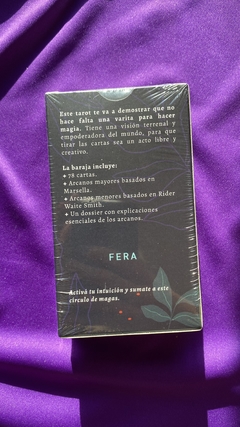 Este tarot te va a demostrar que no
hace falta una varita para hacer
magia. Tiene una visión terrenal y
empoderadora del mundo, para que
tirar las cartas sea un acto libre y
creativo.
La baraja incluye:
+ 78 cartas.
+ Arcanos mayores basados en
Marsella.
+ Arcanos menores basados en Rider
Waite Smith.
+ Un dossier con explicaciones
esenciales de los arcanos.
FERA
Activá tu intuición y sumate a este
círculo de magas.